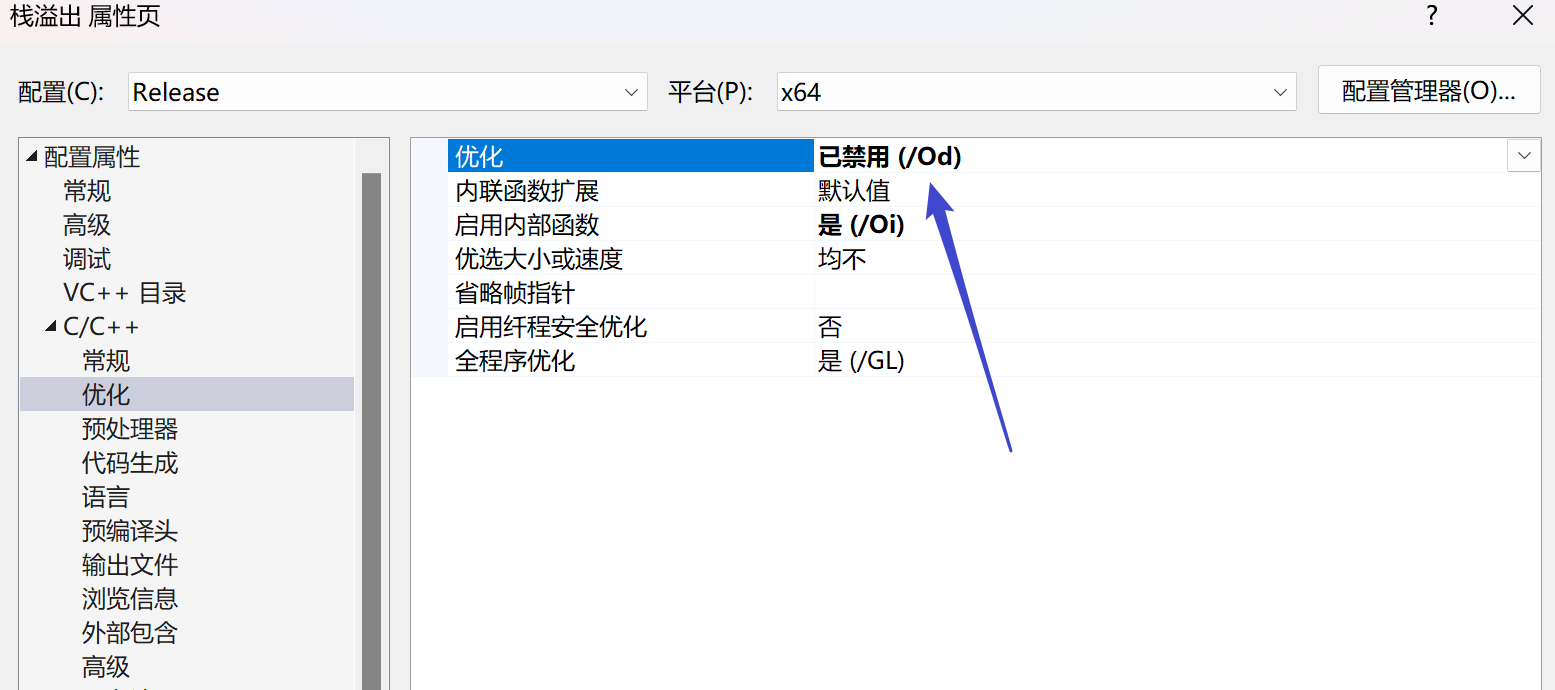 栈溢出 属性页
?
配置(C):
Release
平台(P):
x64
配置管理器(O)...
配置属性
常规
高级
调试
VC++ 目录
C/C++
常规
优化
预处理器
代码生成
语言
预编译头
输出文件
浏览信息
外部包含
高级
优化 已禁用 (/Od)
内联函数扩展 默认值
启用内部函数 是 (/Oi)
优选大小或速度 均不
省略帧指针
启用纤程安全优化 否
全程序优化 是 (/GL)